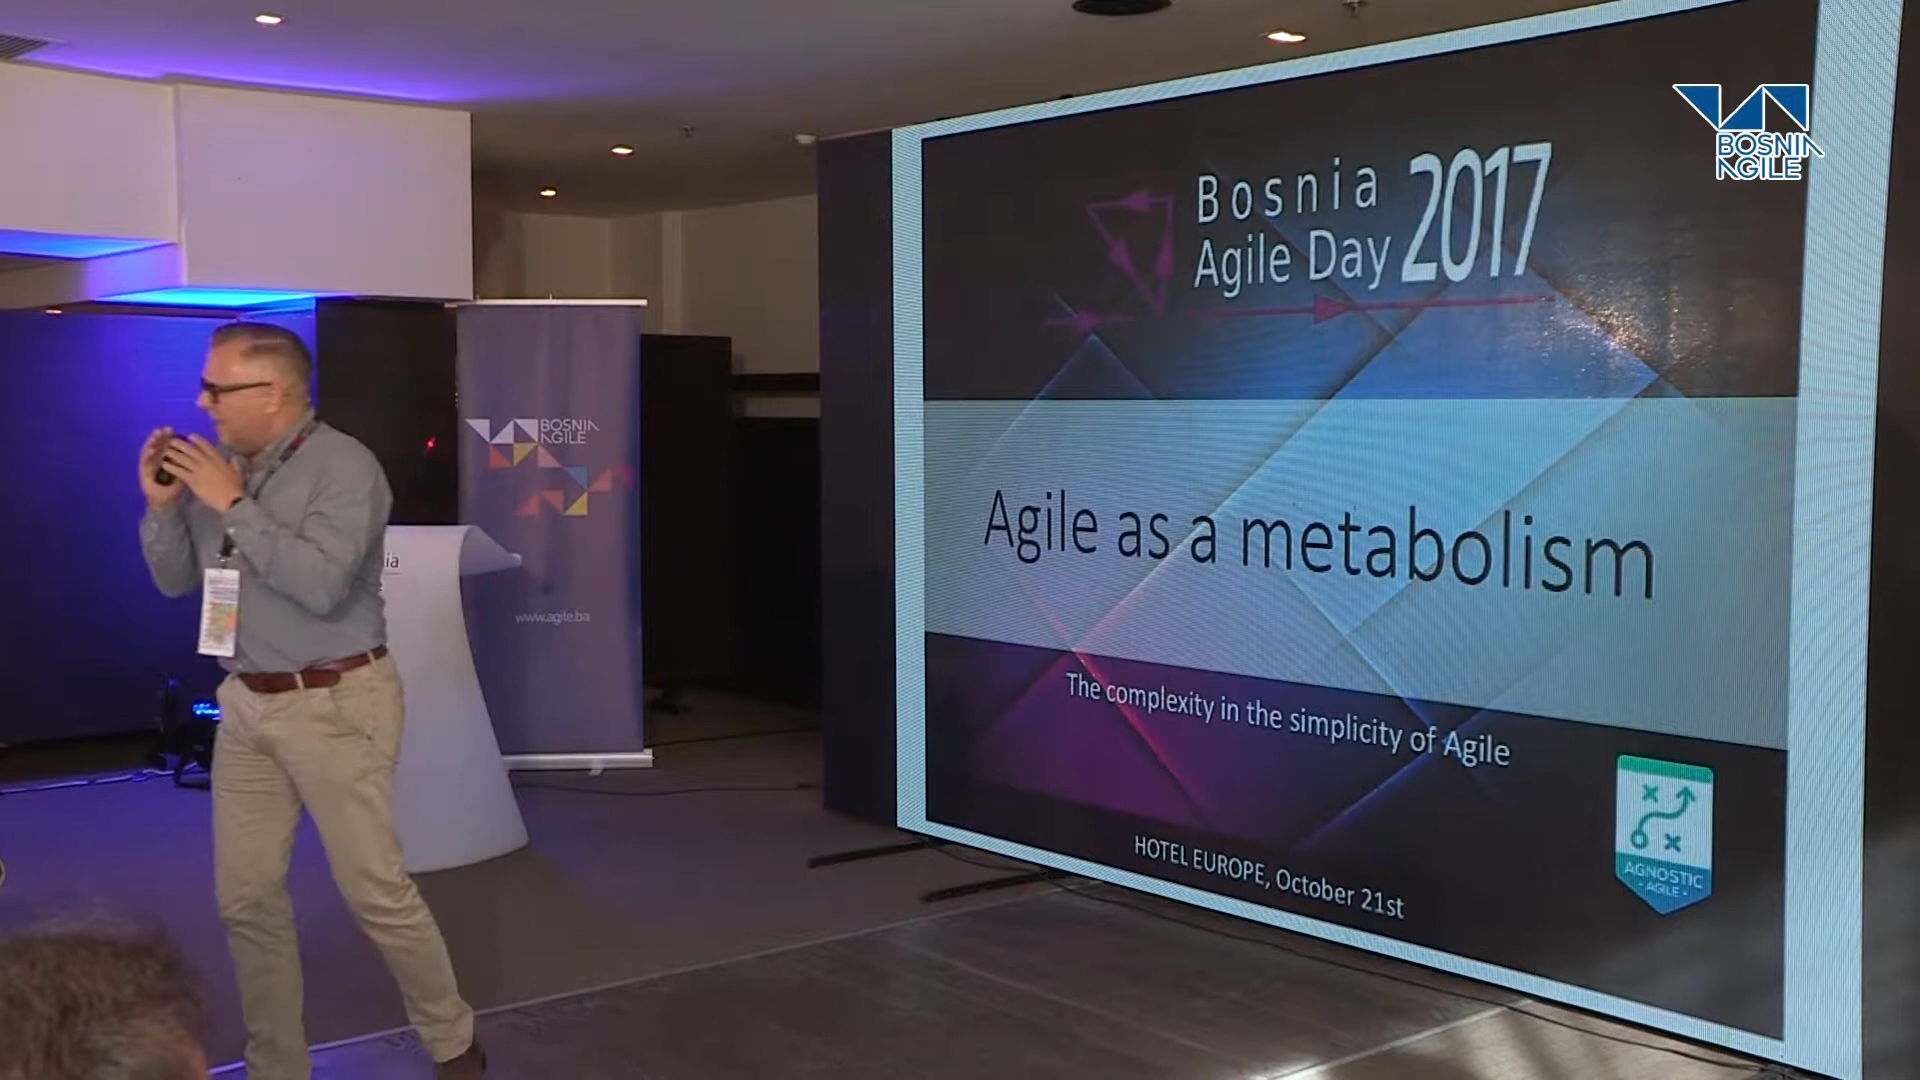 BOSNIA
AGILE
Bosnia
Agile Day 2017
Agile as a metabolism
The complexity in the simplicity of Agile
HOTEL EUROPE, October 21st
AGNOSTIC
- AGILE -
BOSNIA
AGILE
www.agile.ba
ia